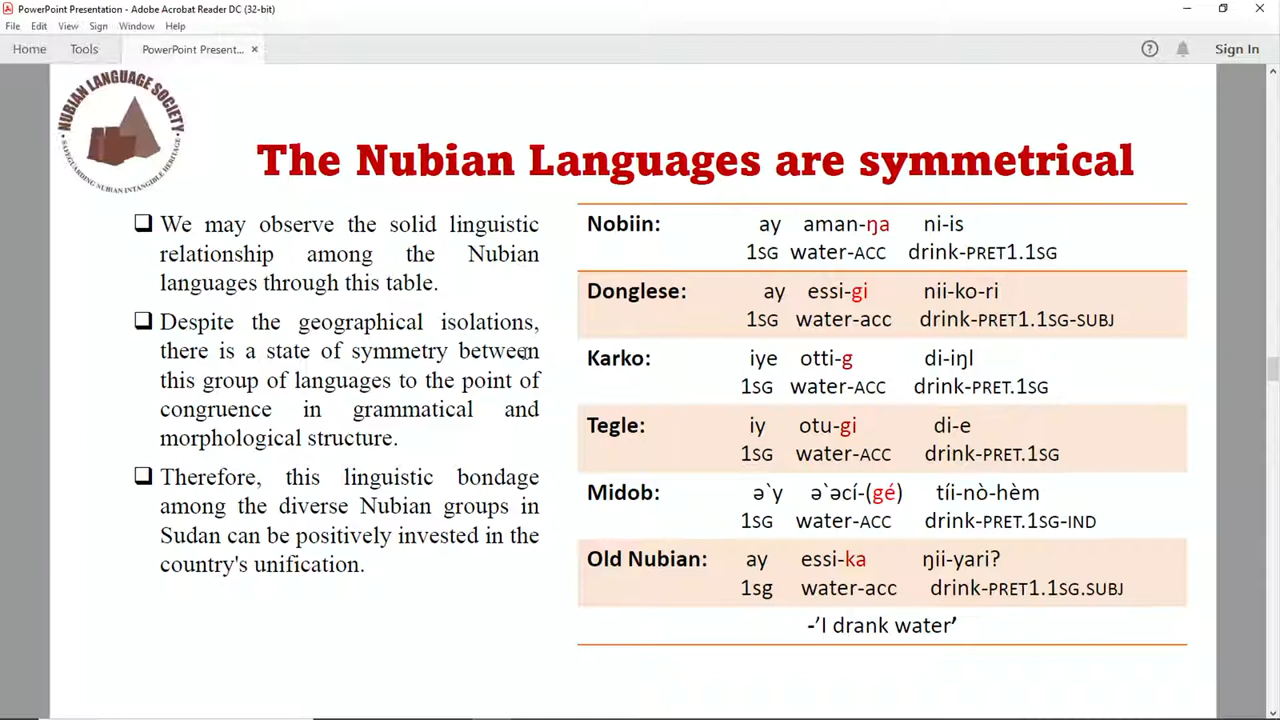 PowerPoint Presentation - Adobe Acrobat Reader DC (32-bit)
File Edit View Sign Window Help
Home Tools PowerPoint Present... × Sign In
NUBIAN LANGUAGE SOCIETY
SAFEGUARDING NUBIAN INTANGIBLE HERITAGE
The Nubian Languages are symmetrical
❑ We may observe the solid linguistic
relationship among the Nubian
languages through this table.
❑ Despite the geographical isolations,
there is a state of symmetry between
this group of languages to the point of
congruence in grammatical and
morphological structure.
❑ Therefore, this linguistic bondage
among the diverse Nubian groups in
Sudan can be positively invested in the
country's unification.
Nobiin: ay aman-ŋa ni-is
1SG water-ACC drink-PRET1.1SG
Donglese: ay essi-gi nii-ko-ri
1SG water-acc drink-PRET1.1SG-SUBJ
Karko: iye otti-g di-iŋl
1SG water-ACC drink-PRET.1SG
Tegle: iy otu-gi di-e
1SG water-ACC drink-PRET.1SG
Midob: ə`y ə`əcí-(gé) tíi-nò-hèm
1SG water-ACC drink-PRET.1SG-IND
Old Nubian: ay essi-ka ŋii-yari?
1sg water-acc drink-PRET1.1SG.SUBJ
-’I drank water’